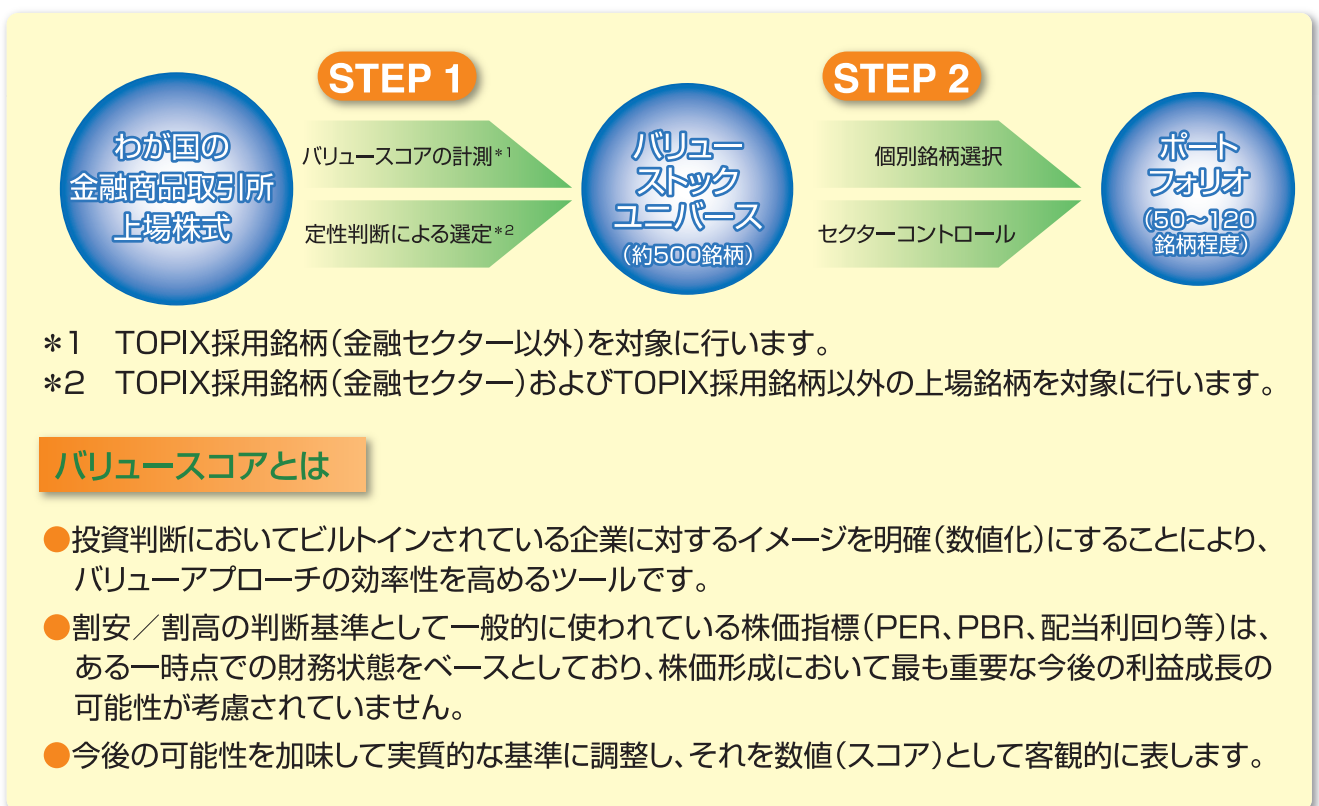 STEP 1
STEP 2
わが国の
金融商品取引所
上場株式
バリュースコアの計測*1
定性判断による選定*2
バリュー
ストック
ユニバース
(約500銘柄)
個別銘柄選択
セクターコントロール
ポート
フォリオ
(50〜120
銘柄程度)
*1 TOPIX採用銘柄(金融セクター以外)を対象に行います。
*2 TOPIX採用銘柄(金融セクター)およびTOPIX採用銘柄以外の上場銘柄を対象に行います。
バリュースコアとは
●投資判断においてビルトインされている企業に対するイメージを明確(数値化)にすることにより、
バリューアプローチの効率性を高めるツールです。
●割安/割高の判断基準として一般的に使われている株価指標(PER、PBR、配当利回り等)は、
ある一時点での財務状態をベースとしており、株価形成において最も重要な今後の利益成長の
可能性が考慮されていません。
●今後の可能性を加味して実質的な基準に調整し、それを数値(スコア)として客観的に表します。